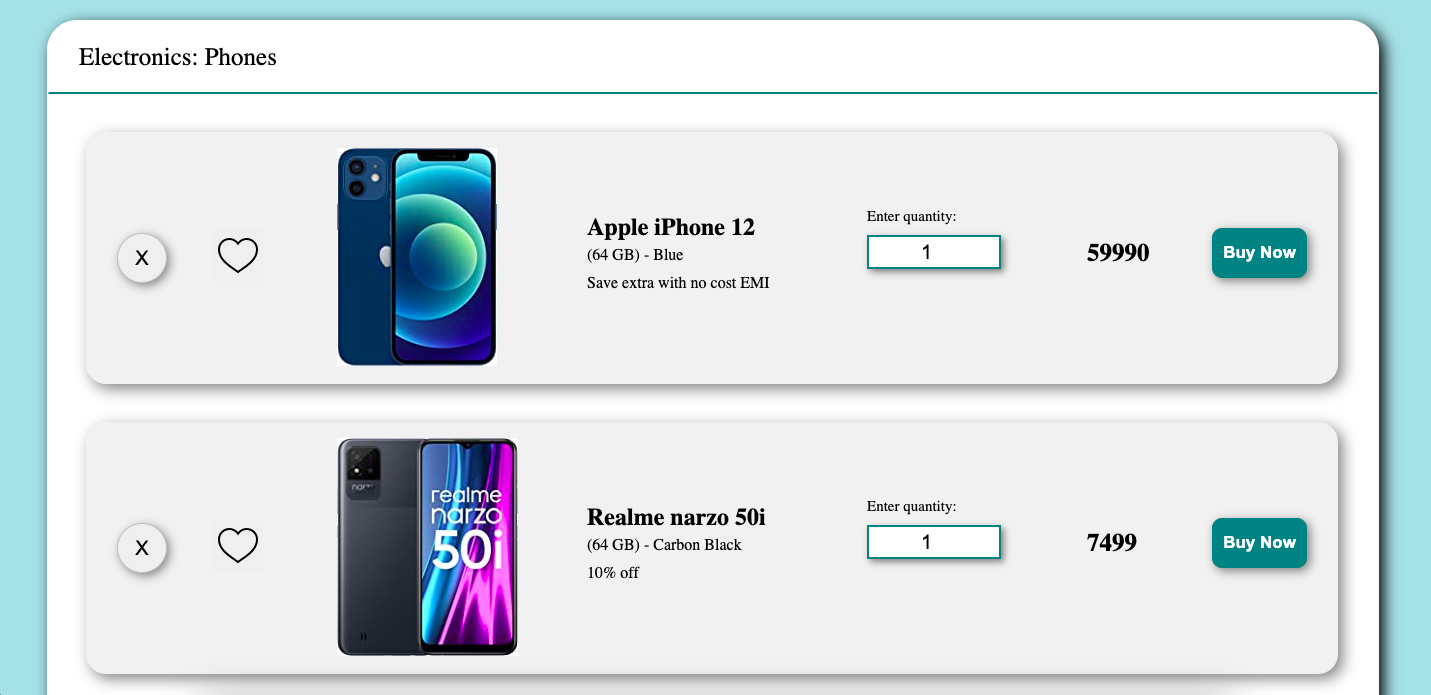 Electronics: Phones
X
Apple iPhone 12
(64 GB) - Blue
Save extra with no cost EMI
Enter quantity:
1
59990
Buy Now
X
narzo
realme
narzo
50i
Realme narzo 50i
(64 GB) - Carbon Black
10% off
Enter quantity:
1
7499
Buy Now